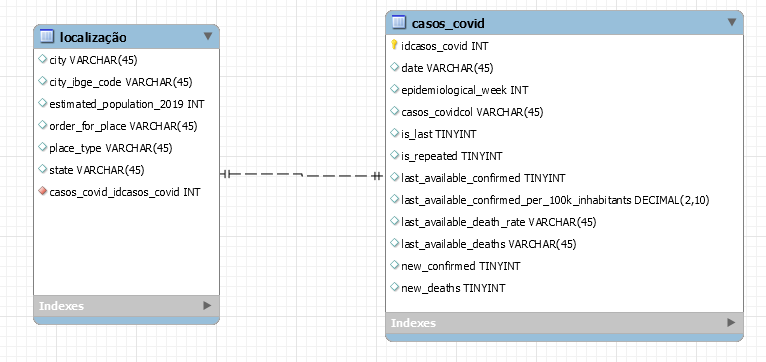 localização
city VARCHAR(45)
city_ibge_code VARCHAR(45)
estimated_population_2019 INT
order_for_place VARCHAR(45)
place_type VARCHAR(45)
state VARCHAR(45)
casos_covid_idcasos_covid INT
Indexes
casos_covid
idcasos_covid INT
date VARCHAR(45)
epidemiological_week INT
casos_covidcol VARCHAR(45)
is_last TINYINT
is_repeated TINYINT
last_available_confirmed TINYINT
last_available_confirmed_per_100k_inhabitants DECIMAL(2,10)
last_available_death_rate VARCHAR(45)
last_available_deaths VARCHAR(45)
new_confirmed TINYINT
new_deaths TINYINT
Indexes